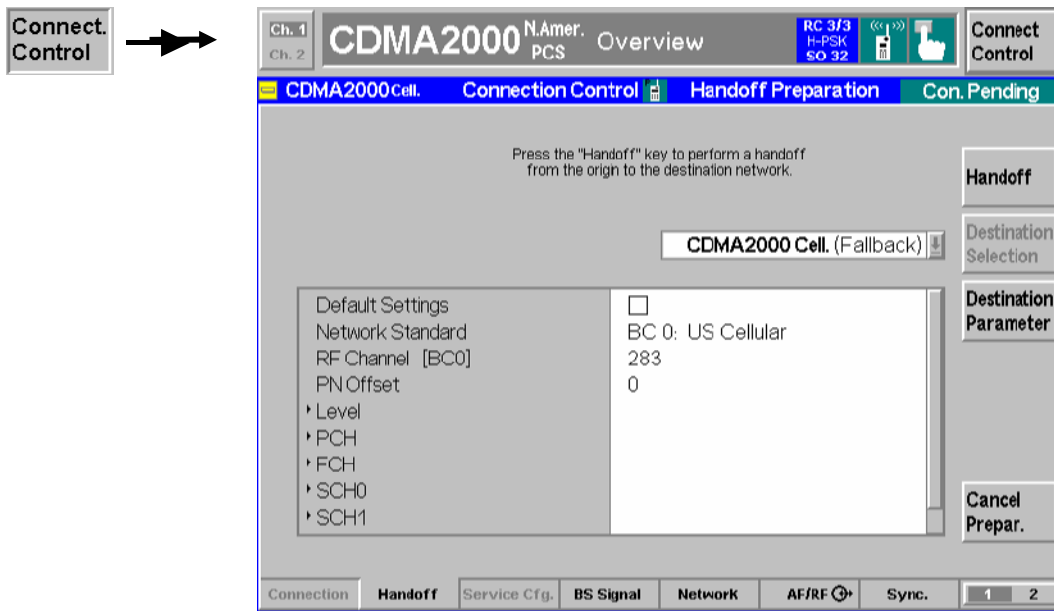 Connect.
Control
Ch. 1
Ch. 2
CDMA2000 N.Amer. PCS Overview
RC 3/3
H-PSK
SO 32
Connect
Control
CDMA2000 Cell. Connection Control Handoff Preparation Con. Pending
Press the "Handoff" key to perform a handoff
from the origin to the destination network.
Handoff
CDMA2000 Cell. (Fallback)
Destination
Selection
Destination
Parameter
Default Settings
Network Standard BC 0: US Cellular
RF Channel [BC0] 283
PN Offset 0
Level
PCH
FCH
SCH0
SCH1
Cancel
Prepar.
Connection Handoff Service Cfg. BS Signal Network AF/RF Sync. 1 2